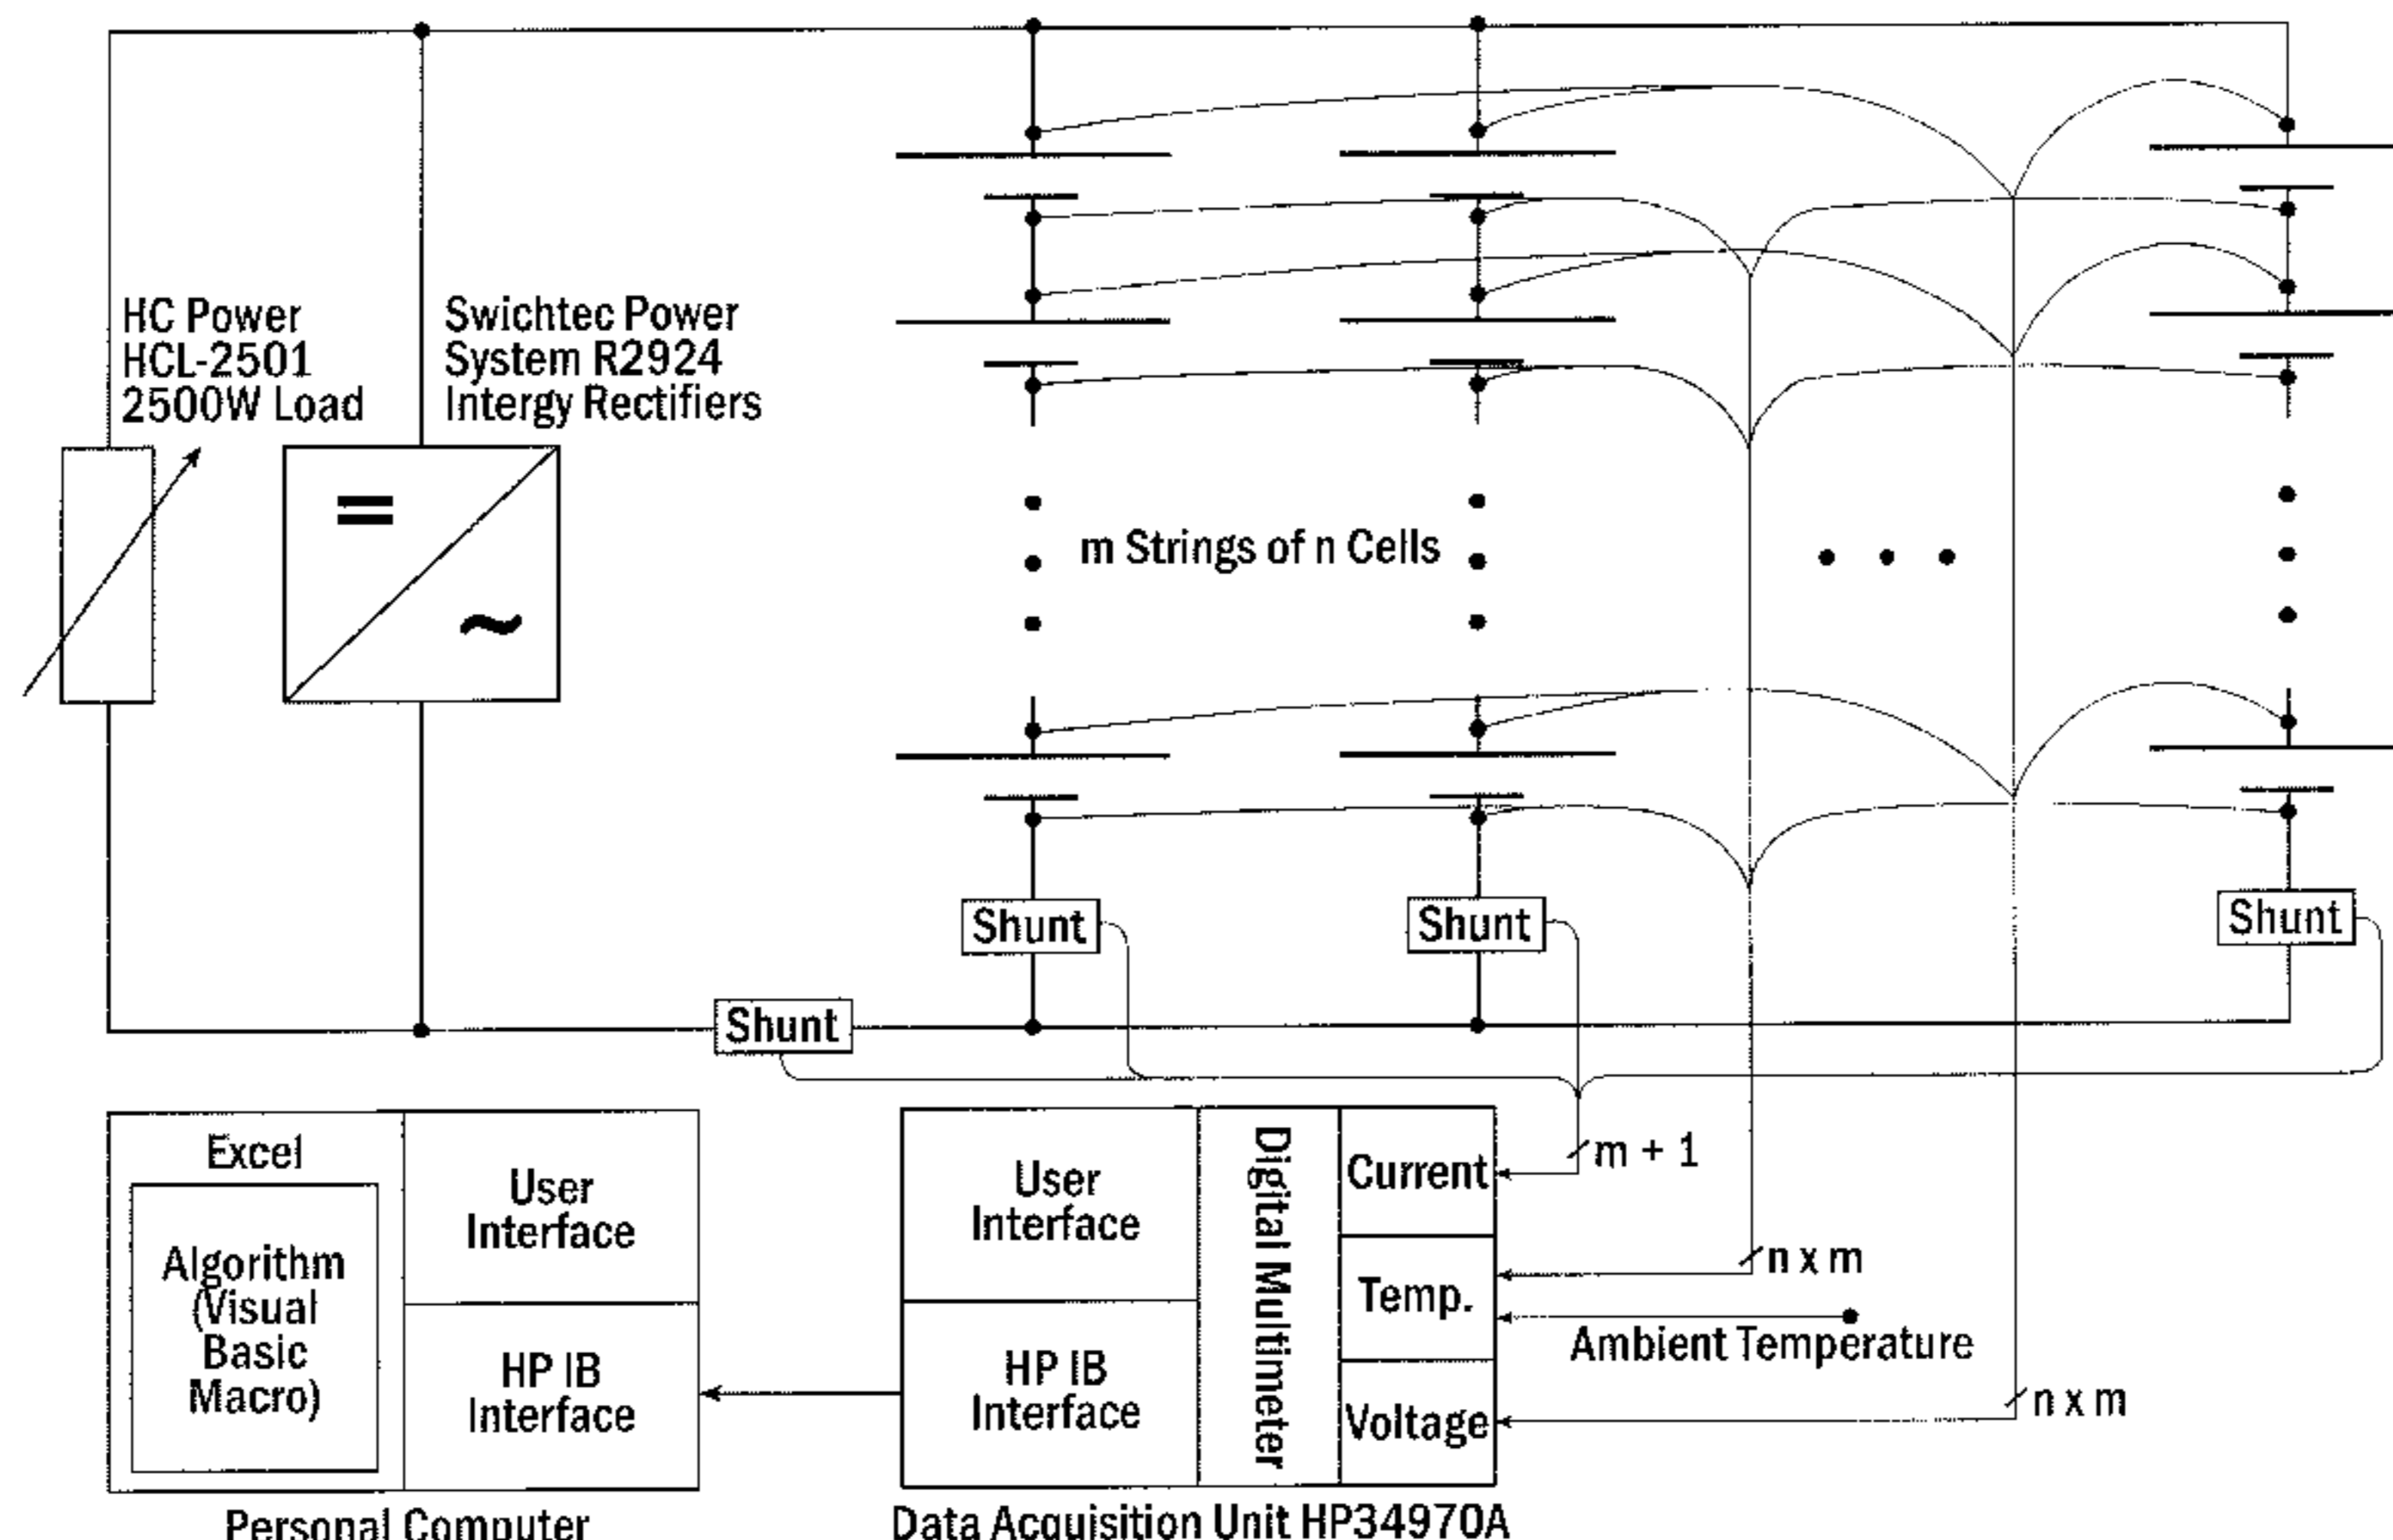 HC Power
HCL-2501
2500W Load
Swichtec Power
System R2924
Intergy Rectifiers
=
~
m Strings of n Cells
Shunt
Shunt
Shunt
Shunt
Excel
Algorithm
(Visual
Basic
Macro)
User
Interface
HP IB
Interface
Personal Computer
User
Interface
HP IB
Interface
Digital Multimeter
Current
Temp.
Voltage
m + 1
n x m
Ambient Temperature
n x m
Data Acquisition Unit HP34970A